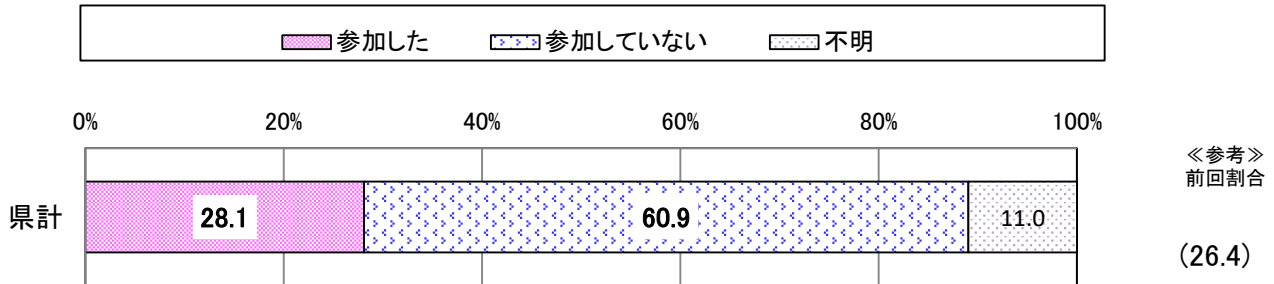 参加した 参加していない 不明
0% 20% 40% 60% 80% 100%
≪参考≫
前回割合
県計 28.1 60.9 11.0
(26.4)